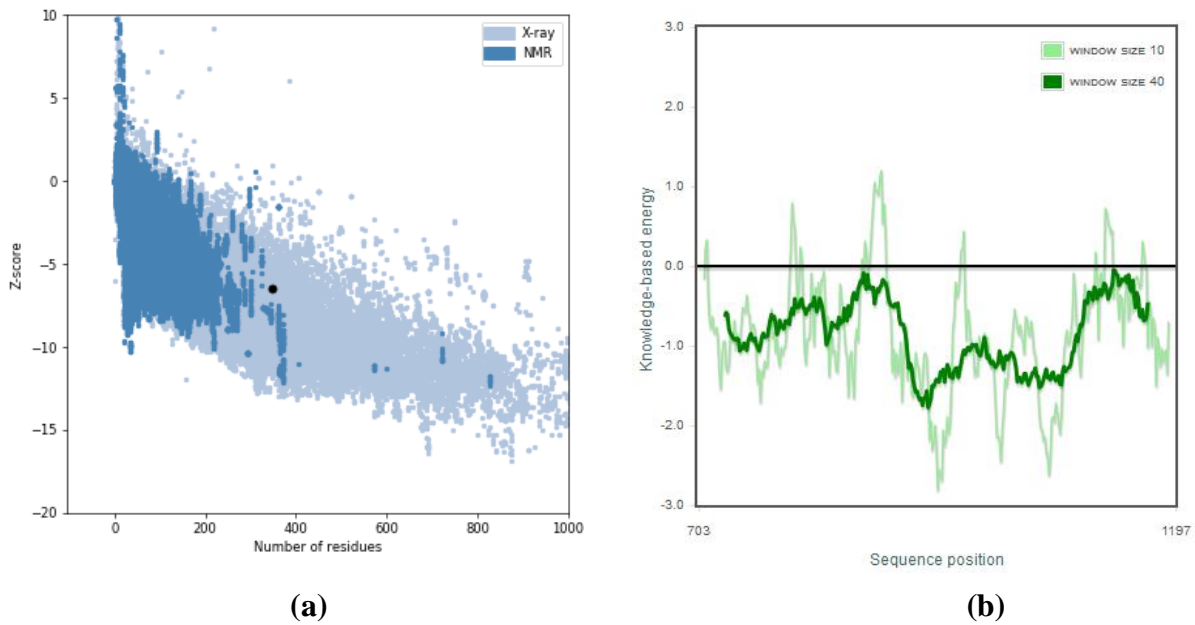 10
5
0
−5
−10
−15
−20
Z-score
0 200 400 600 800 1000
Number of residues
X-ray
NMR
(a)
3.0
2.0
1.0
0.0
-1.0
-2.0
-3.0
Knowledge-based energy
WINDOW SIZE 10
WINDOW SIZE 40
703 1197
Sequence position
(b)